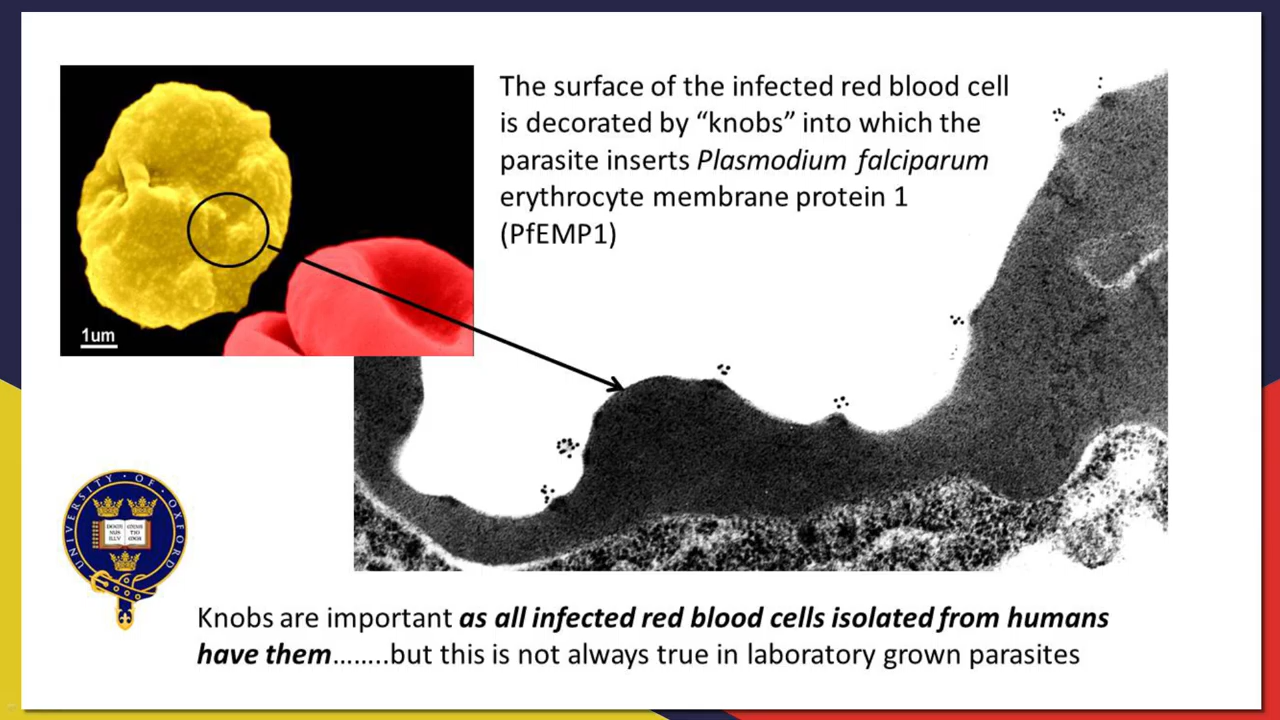 The surface of the infected red blood cell
is decorated by “knobs” into which the
parasite inserts Plasmodium falciparum
erythrocyte membrane protein 1
(PfEMP1)
1um
UNIVERSITY · OF · OXFORD
Knobs are important as all infected red blood cells isolated from humans
have them……..but this is not always true in laboratory grown parasites